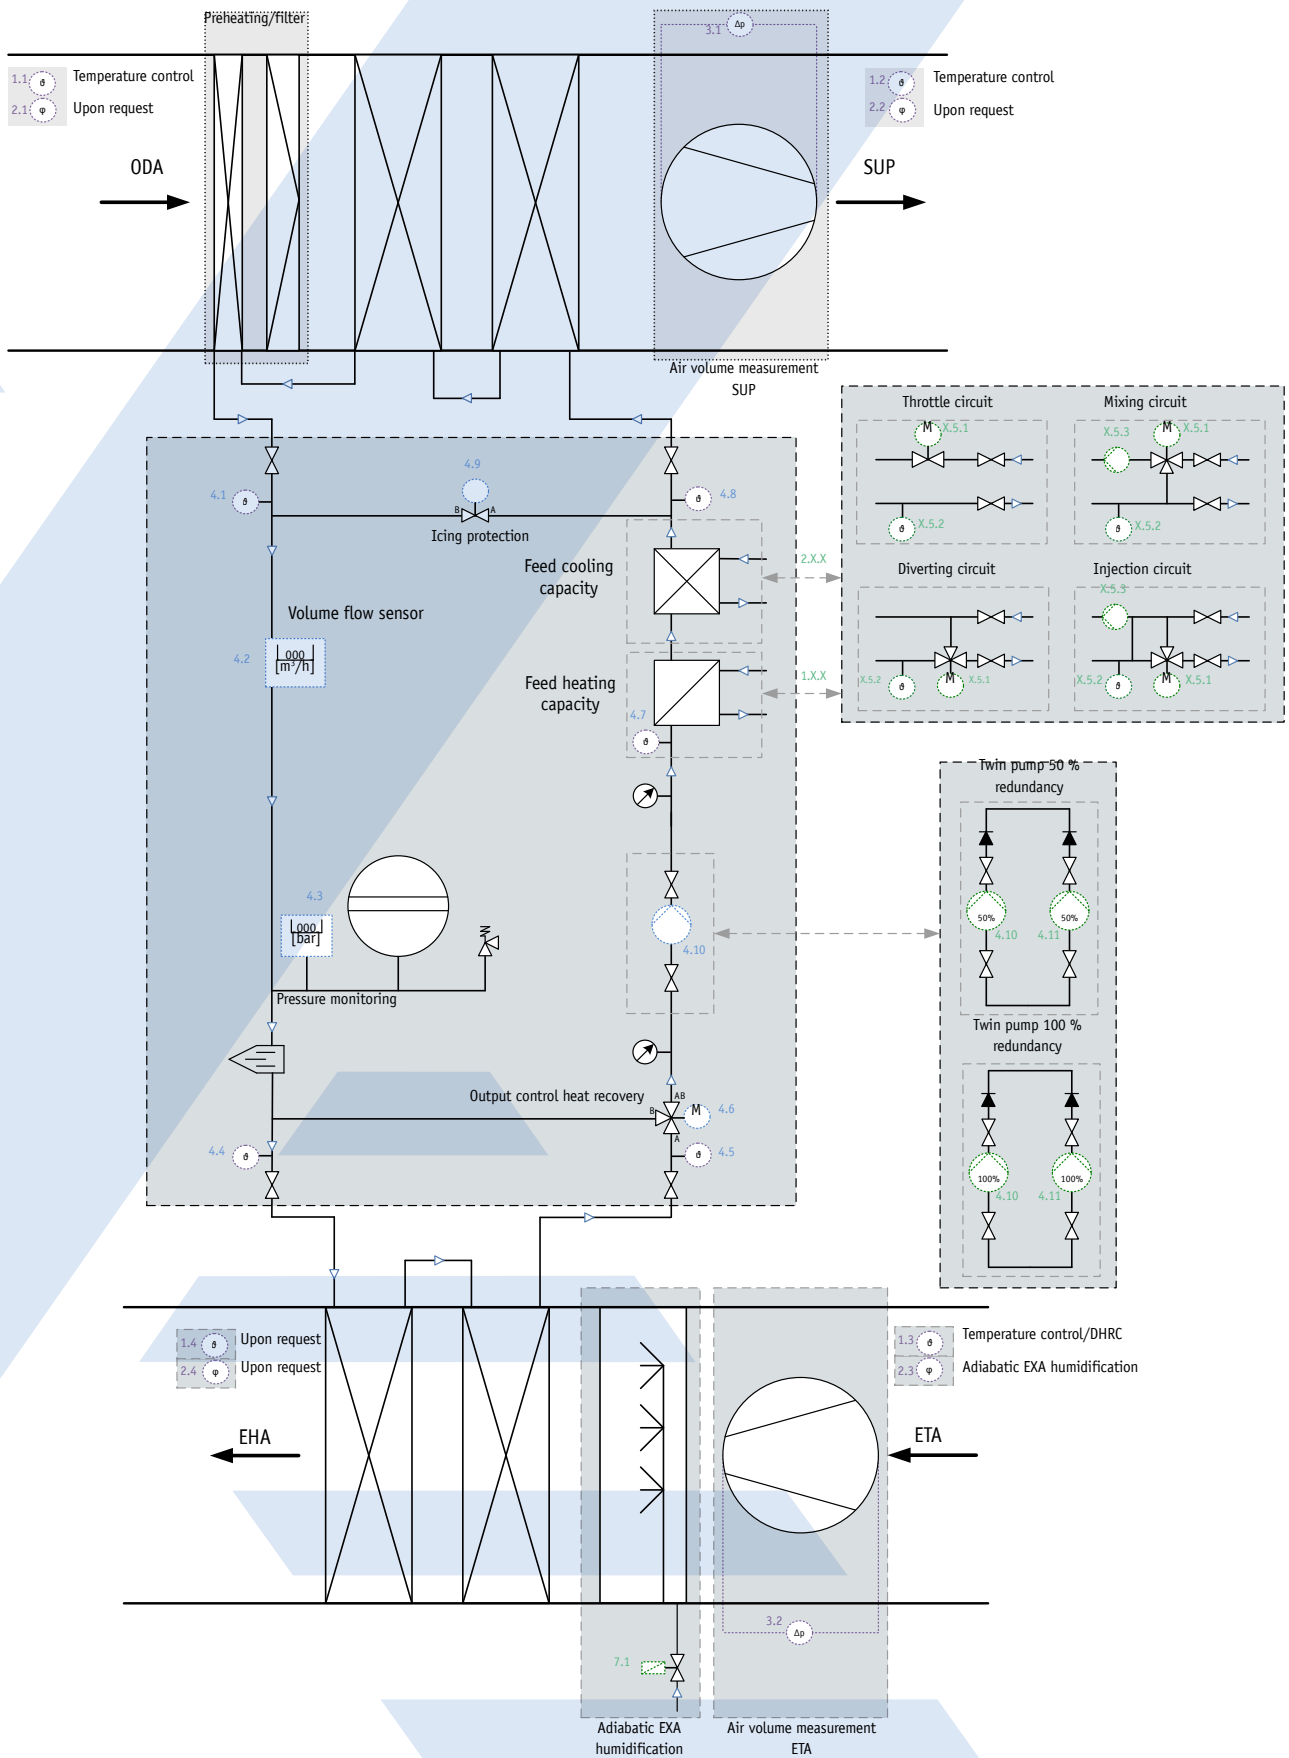 Preheating/filter
3.1 Δp
1.1 ϑ Temperature control
2.1 φ Upon request
1.2 ϑ Temperature control
2.2 φ Upon request
ODA
SUP
Air volume measurement
SUP
Throttle circuit
M X.5.1
ϑ X.5.2
Mixing circuit
X.5.3 M X.5.1
ϑ X.5.2
Diverting circuit
X.5.2 ϑ M X.5.1
Injection circuit
X.5.3
X.5.2 ϑ M X.5.1
4.1 ϑ
4.9
B A
Icing protection
ϑ 4.8
Feed cooling
capacity
2.X.X
Volume flow sensor
4.2
000
[m³/h]
Feed heating
capacity
1.X.X
4.7
ϑ
Twin pump 50 %
redundancy
50% 50%
4.10 4.11
4.3
000
[bar]
4.10
Pressure monitoring
Twin pump 100 %
redundancy
100% 100%
4.10 4.11
Output control heat recovery
AB
B M 4.6
A
4.4 ϑ
ϑ 4.5
1.4 ϑ Upon request
2.4 φ Upon request
1.3 ϑ Temperature control/DHRC
2.3 φ Adiabatic EXA humidification
EHA
ETA
3.2 Δp
7.1
Adiabatic EXA
humidification
Air volume measurement
ETA